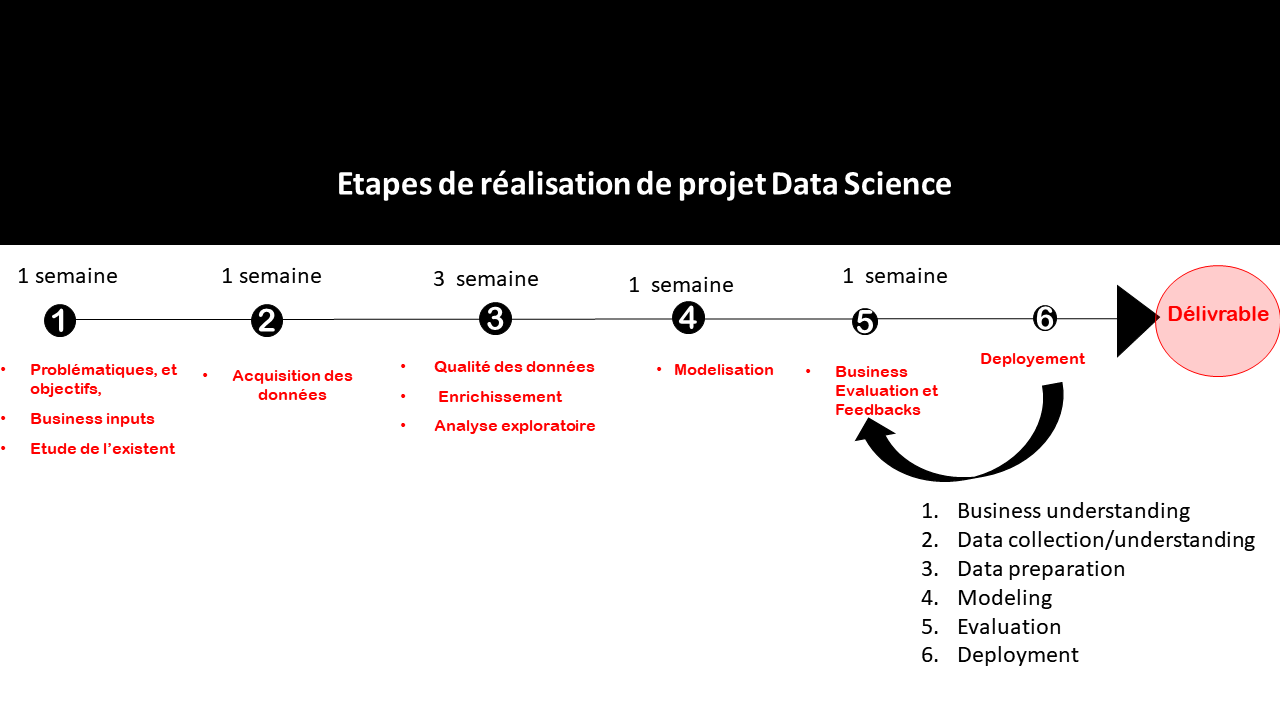 Etapes de réalisation de projet Data Science
1 semaine
1 semaine
3 semaine
1 semaine
1 semaine
1
2
3
4
5
6
Délivrable
• Problématiques, et
objectifs,
• Business inputs
• Etude de l’existent
• Acquisition des
données
• Qualité des données
• Enrichissement
• Analyse exploratoire
• Modelisation
• Business
Evaluation et
Feedbacks
Deployement
1. Business understanding
2. Data collection/understanding
3. Data preparation
4. Modeling
5. Evaluation
6. Deployment